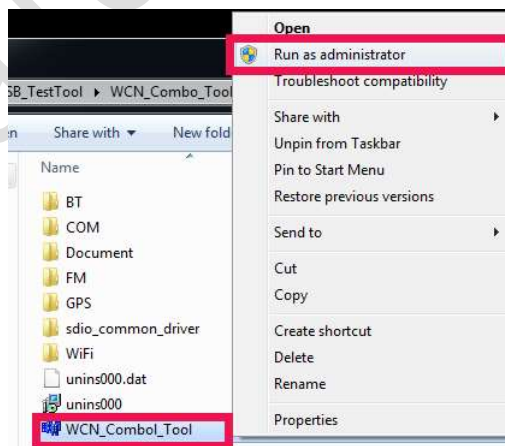 Open
Run as administrator
Troubleshoot compatibility
Share with
Unpin from Taskbar
Pin to Start Menu
Restore previous versions
Send to
Cut
Copy
Create shortcut
Delete
Rename
Properties
SB_TestTool ▸ WCN_Combo_Tool
Share with ▼ New fold
Name
BT
COM
Document
FM
GPS
sdio_common_driver
WiFi
unins000.dat
unins000
WCN_Combol_Tool